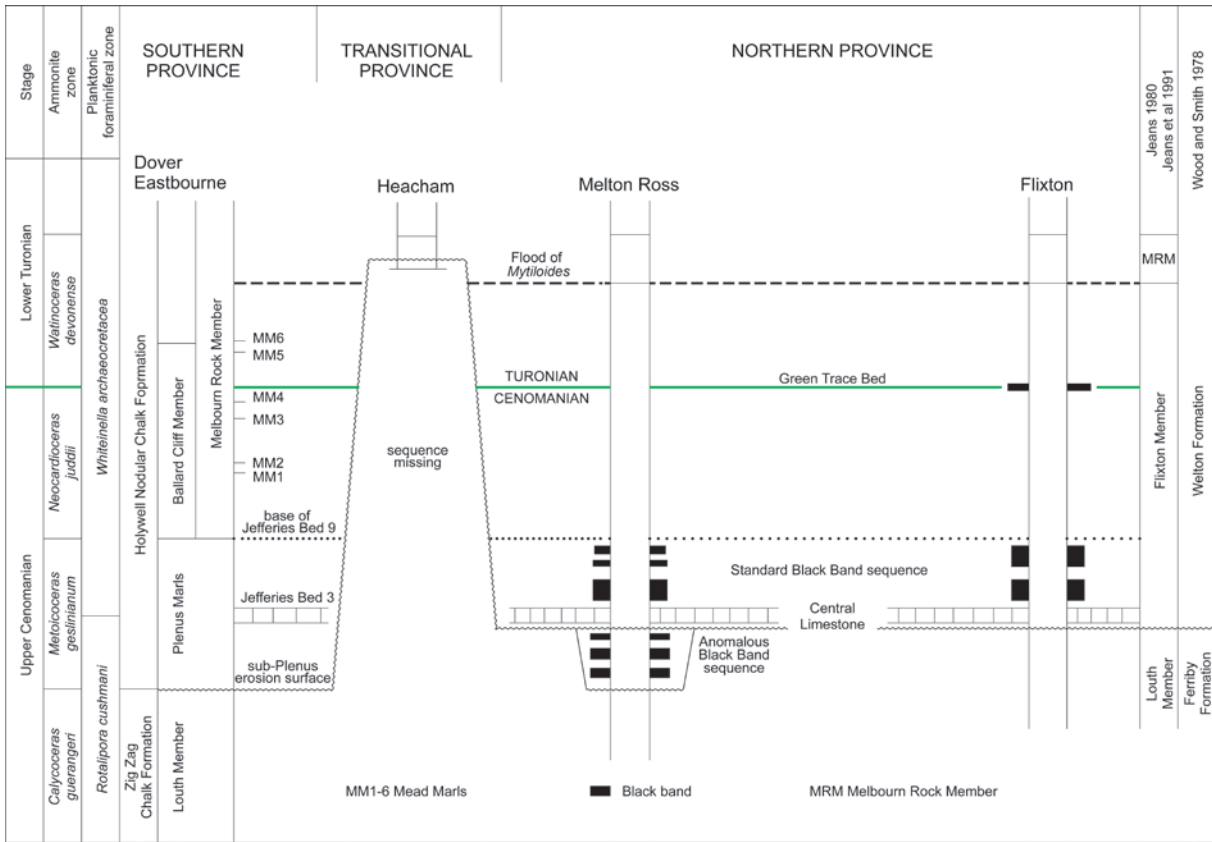 Stage
Ammonite
zone
Planktonic
foraminiferal zone
SOUTHERN
PROVINCE
TRANSITIONAL
PROVINCE
NORTHERN PROVINCE
Jeans 1980
Jeans et al 1991
Wood and Smith 1978
Dover
Eastbourne
Heacham
Melton Ross
Flixton
Lower Turonian
Upper Cenomanian
Watinoceras
devonense
Neocardioceras
juddii
Metoicoceras
geslinianum
Calycoceras
guerangeri
Whiteinella archaeocretacea
Rotalipora cushmani
Holywell Nodular Chalk Foprmation
Zig Zag
Chalk Formation
Ballard Cliff Member
Plenus Marls
Louth Member
Melbourn Rock Member
MM6
MM5
MM4
MM3
MM2
MM1
base of
Jefferies Bed 9
Jefferies Bed 3
sub-Plenus
erosion surface
sequence
missing
Flood of
Mytiloides
TURONIAN
CENOMANIAN
Green Trace Bed
Standard Black Band sequence
Central
Limestone
Anomalous
Black Band
sequence
MRM
Flixton Member
Louth
Member
Welton Formation
Ferriby
Formation
MM1-6 Mead Marls
Black band
MRM Melbourn Rock Member